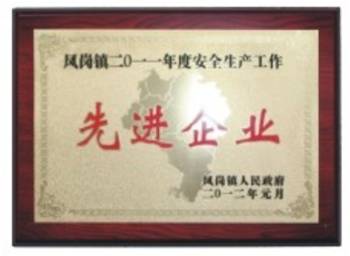 凤岗镇二〇一一年度安全生产工作
先进企业
凤岗镇人民政府
二〇一二年元月